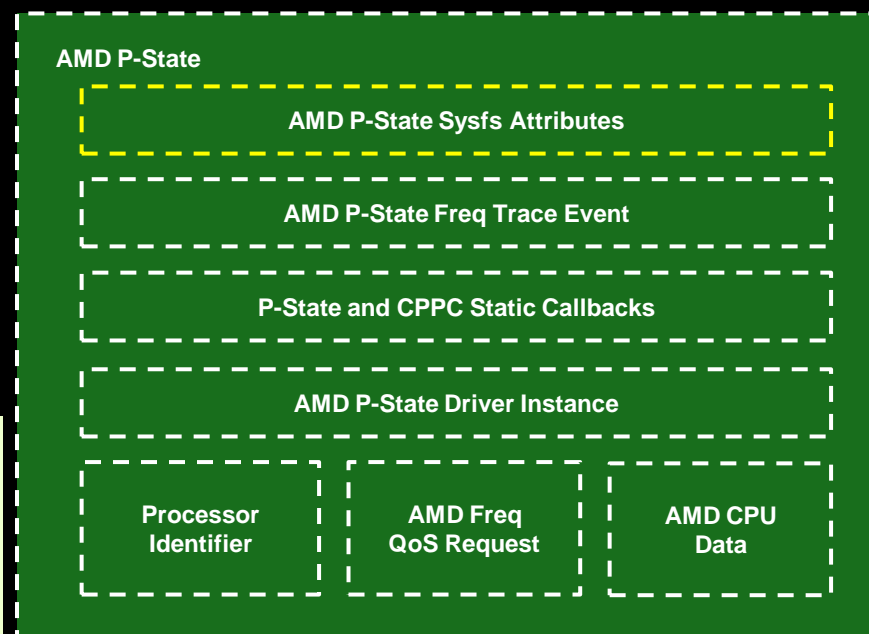 AMD P-State
AMD P-State Sysfs Attributes
AMD P-State Freq Trace Event
P-State and CPPC Static Callbacks
AMD P-State Driver Instance
Processor
Identifier
AMD Freq
QoS Request
AMD CPU
Data